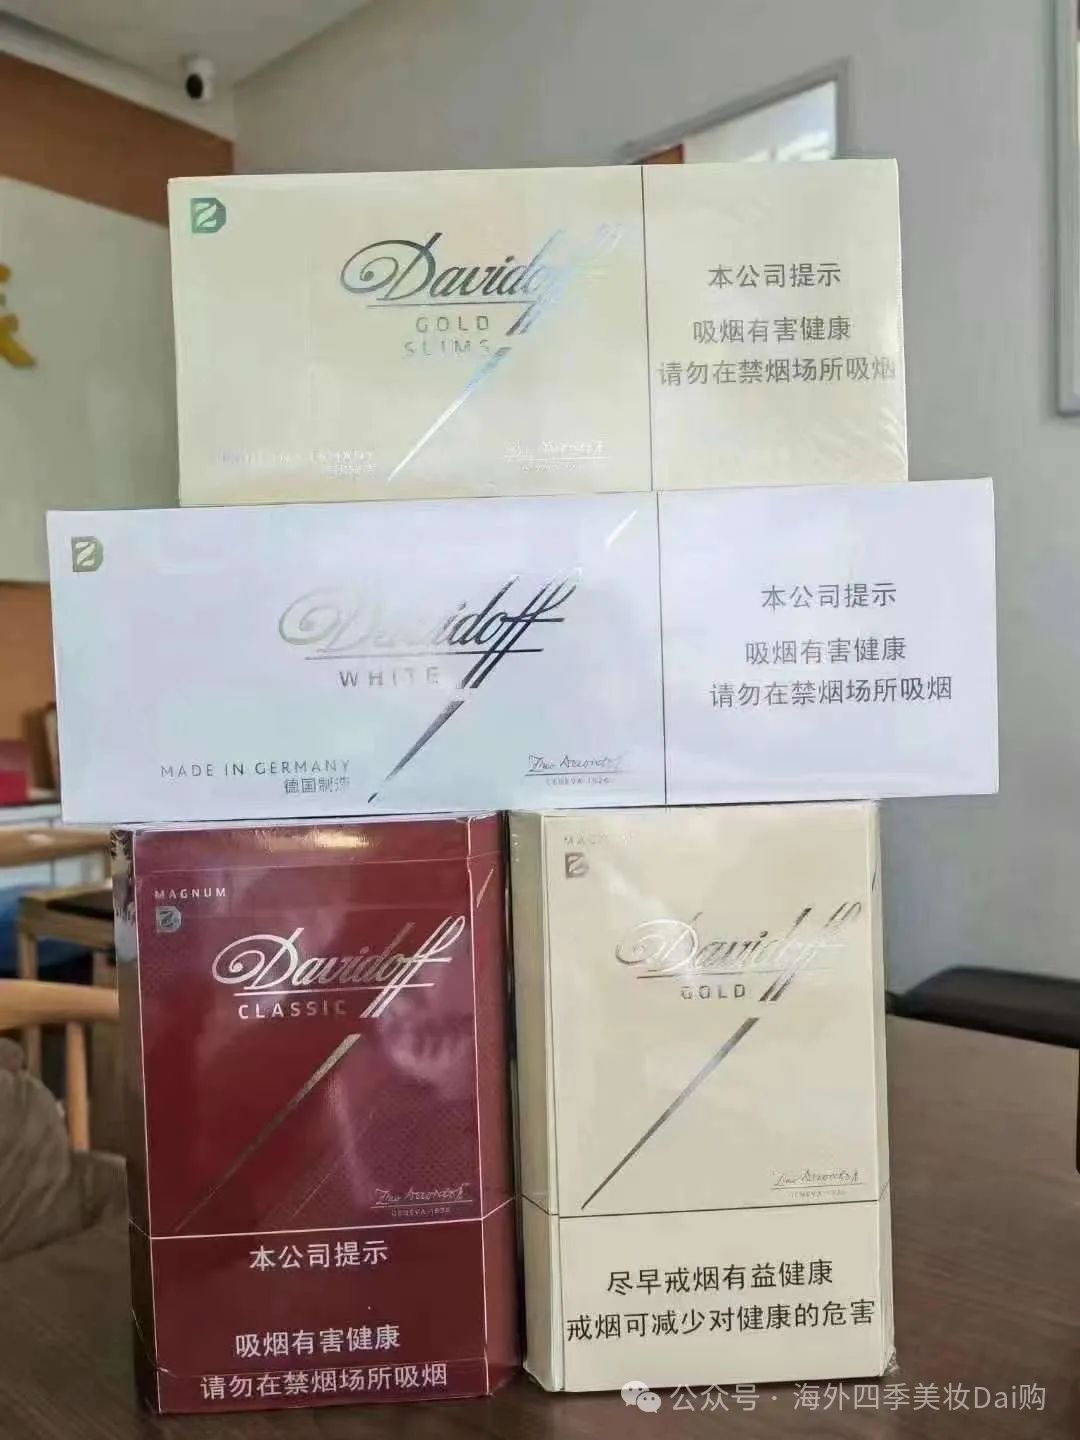 Davidoff
GOLD
SLIMS
本公司提示
吸烟有害健康
请勿在禁烟场所吸烟
Davidoff
WHITE
MADE IN GERMANY
德国制造
GENEVA 1926
本公司提示
吸烟有害健康
请勿在禁烟场所吸烟
MAGNUM
Davidoff
CLASSIC
本公司提示
吸烟有害健康
请勿在禁烟场所吸烟
Davidoff
GOLD
尽早戒烟有益健康
戒烟可减少对健康的危害
公众号·海外四季美妆Dai购